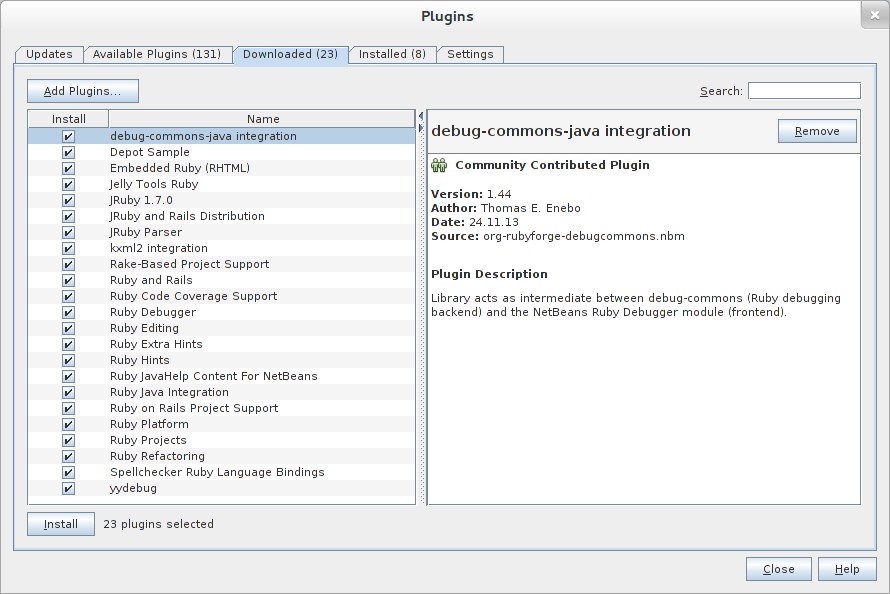 Plugins
Updates Available Plugins (131) Downloaded (23) Installed (8) Settings
Add Plugins... Search:
Install Name
debug-commons-java integration
Depot Sample
Embedded Ruby (RHTML)
Jelly Tools Ruby
JRuby 1.7.0
JRuby and Rails Distribution
JRuby Parser
kxml2 integration
Rake-Based Project Support
Ruby and Rails
Ruby Code Coverage Support
Ruby Debugger
Ruby Editing
Ruby Extra Hints
Ruby Hints
Ruby JavaHelp Content For NetBeans
Ruby Java Integration
Ruby on Rails Project Support
Ruby Platform
Ruby Projects
Ruby Refactoring
Spellchecker Ruby Language Bindings
yydebug
debug-commons-java integration Remove
Community Contributed Plugin
Version: 1.44
Author: Thomas E. Enebo
Date: 24.11.13
Source: org-rubyforge-debugcommons.nbm
Plugin Description
Library acts as intermediate between debug-commons (Ruby debugging
backend) and the NetBeans Ruby Debugger module (frontend).
Install 23 plugins selected
Close Help